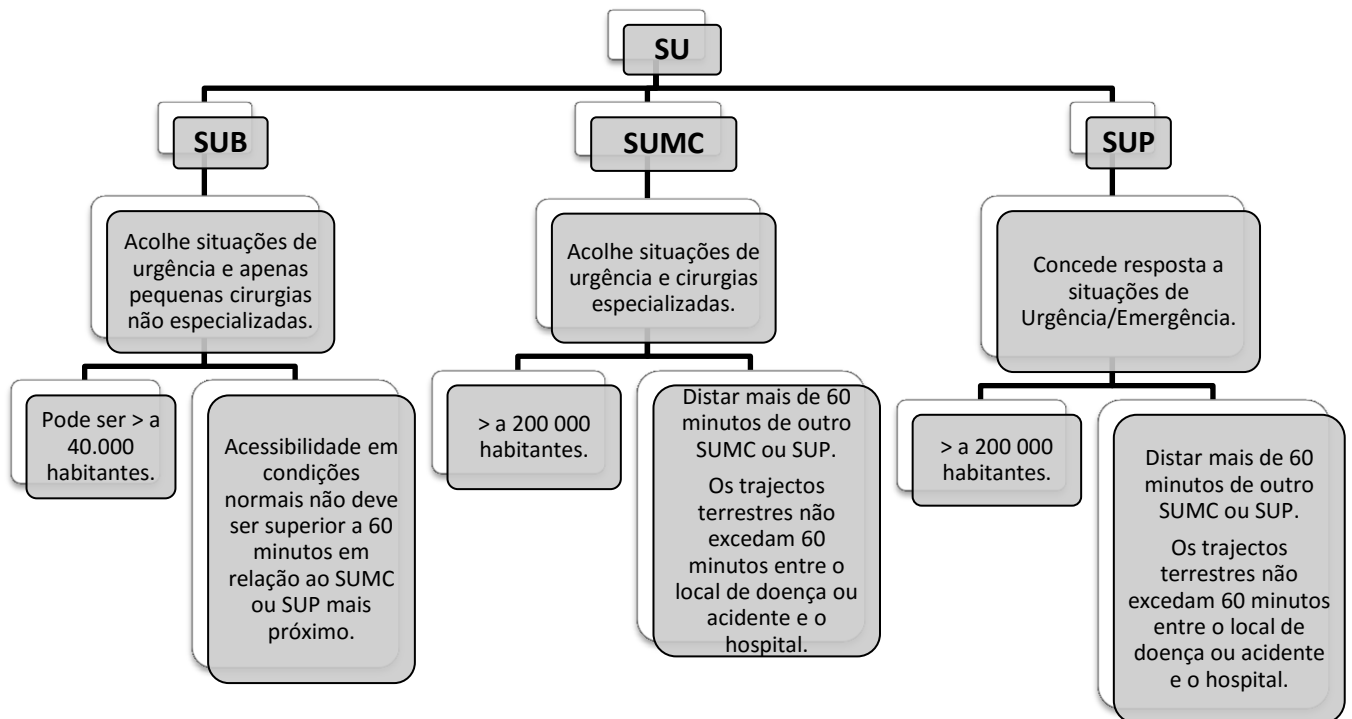 SU
SUB
SUMC
SUP
Acolhe situações de
urgência e apenas
pequenas cirurgias
não especializadas.
Acolhe situações de
urgência e cirurgias
especializadas.
Concede resposta a
situações de
Urgência/Emergência.
Pode ser > a
40.000
habitantes.
Acessibilidade em
condições
normais não deve
ser superior a 60
minutos em
relação ao SUMC
ou SUP mais
próximo.
> a 200 000
habitantes.
Distar mais de 60
minutos de outro
SUMC ou SUP.
Os trajectos
terrestres não
excedam 60
minutos entre o
local de doença ou
acidente e o
hospital.
> a 200 000
habitantes.
Distar mais de 60
minutos de outro
SUMC ou SUP.
Os trajectos
terrestres não
excedam 60 minutos
entre o local de
doença ou acidente
e o hospital.